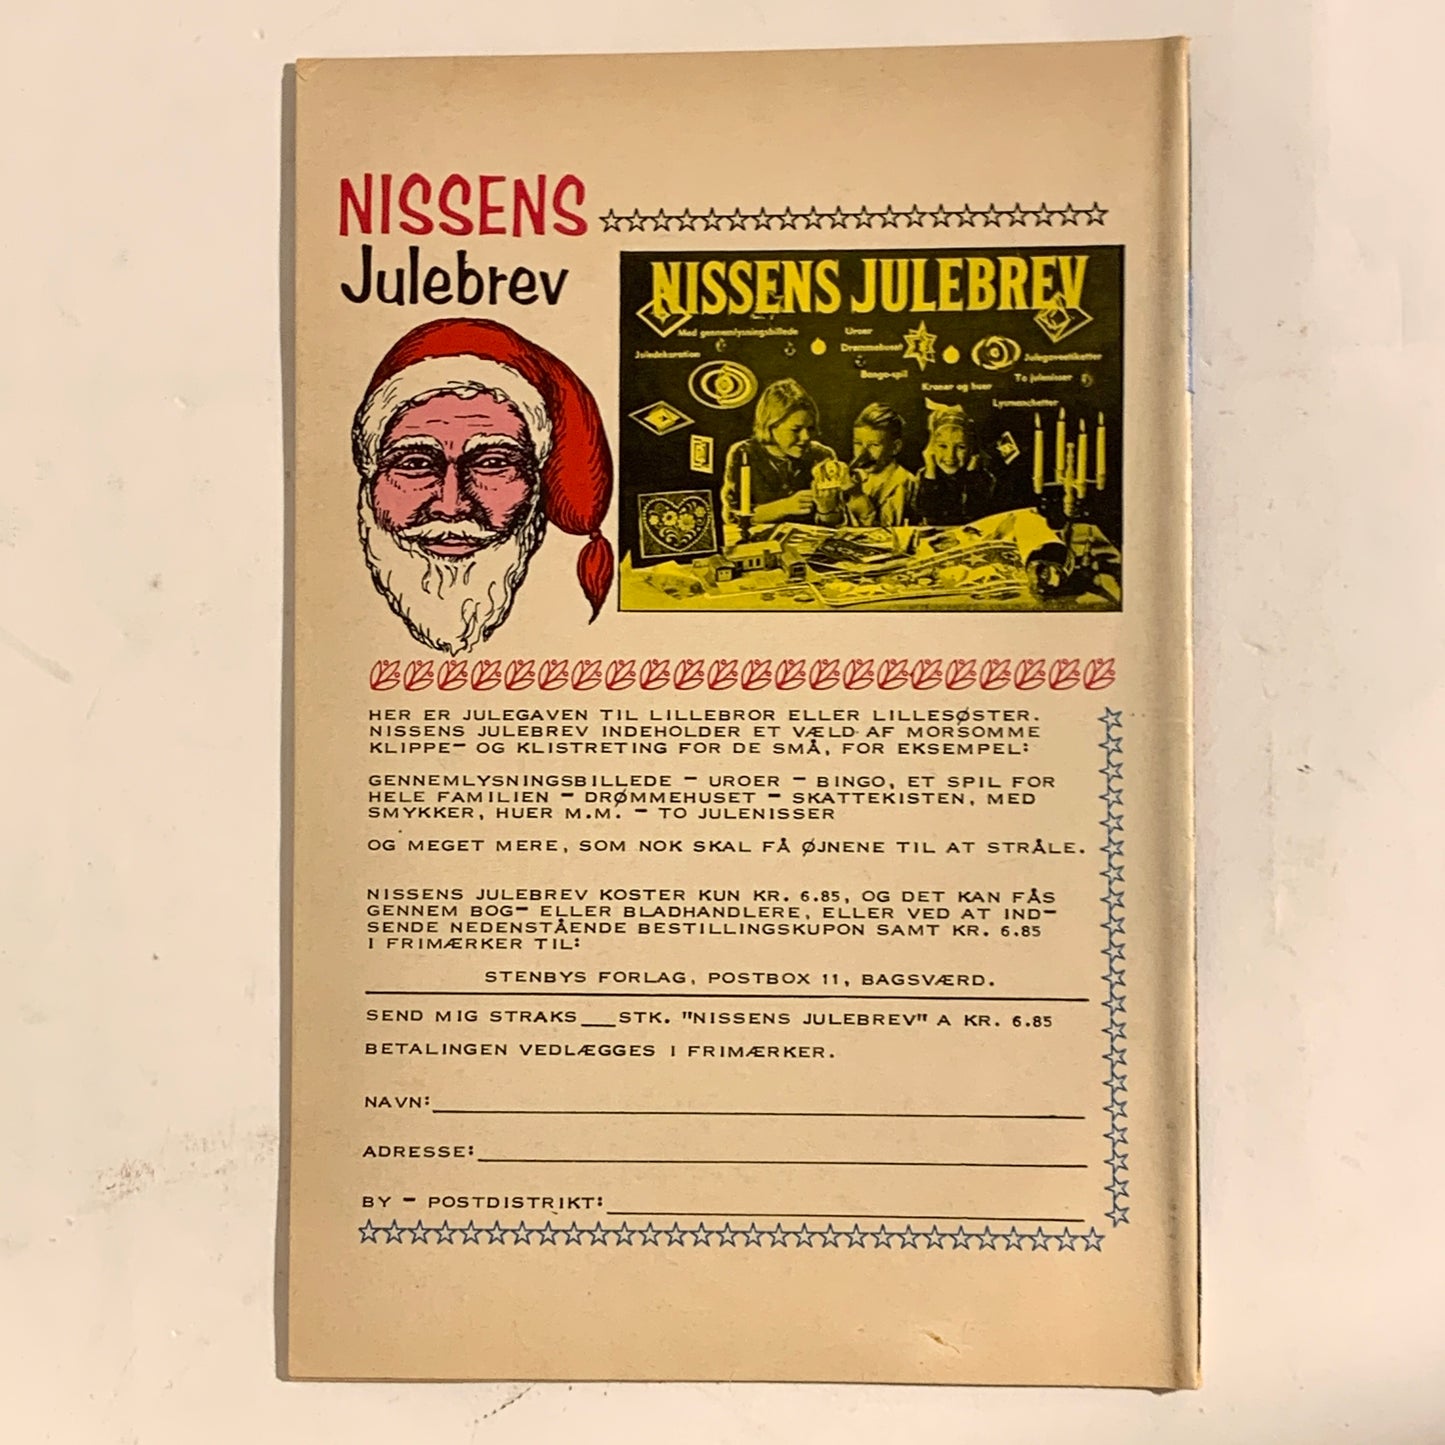 NISSENS
Julebrev
NISSENS JULEBREV
Med gennemlysningsbillede
Uroer
Juledekoration
Drømmehuset
Julegaveetiketter
Bingo-spil
To julenisser
Kroner og huer
Lysmanchetter
HER ER JULEGAVEN TIL LILLEBROR ELLER LILLESØSTER.
NISSENS JULEBREV INDEHOLDER ET VÆLD AF MORSOMME
KLIPPE- OG KLISTRETING FOR DE SMÅ, FOR EKSEMPEL:
GENNEMLYSNINGSBILLEDE - UROER - BINGO, ET SPIL FOR
HELE FAMILIEN - DRØMMEHUSET - SKATTEKISTEN, MED
SMYKKER, HUER M.M. - TO JULENISSER
OG MEGET MERE, SOM NOK SKAL FÅ ØJNENE TIL AT STRÅLE.
NISSENS JULEBREV KOSTER KUN KR. 6.85, OG DET KAN FÅS
GENNEM BOG- ELLER BLADHANDLERE, ELLER VED AT IND-
SENDE NEDENSTÅENDE BESTILLINGSKUPON SAMT KR. 6.85
I FRIMÆRKER TIL:
STENBYS FORLAG, POSTBOX 11, BAGSVÆRD.
SEND MIG STRAKS___STK. "NISSENS JULEBREV" A KR. 6.85
BETALINGEN VEDLÆGGES I FRIMÆRKER.
NAVN:
ADRESSE:
BY - POSTDISTRIKT: